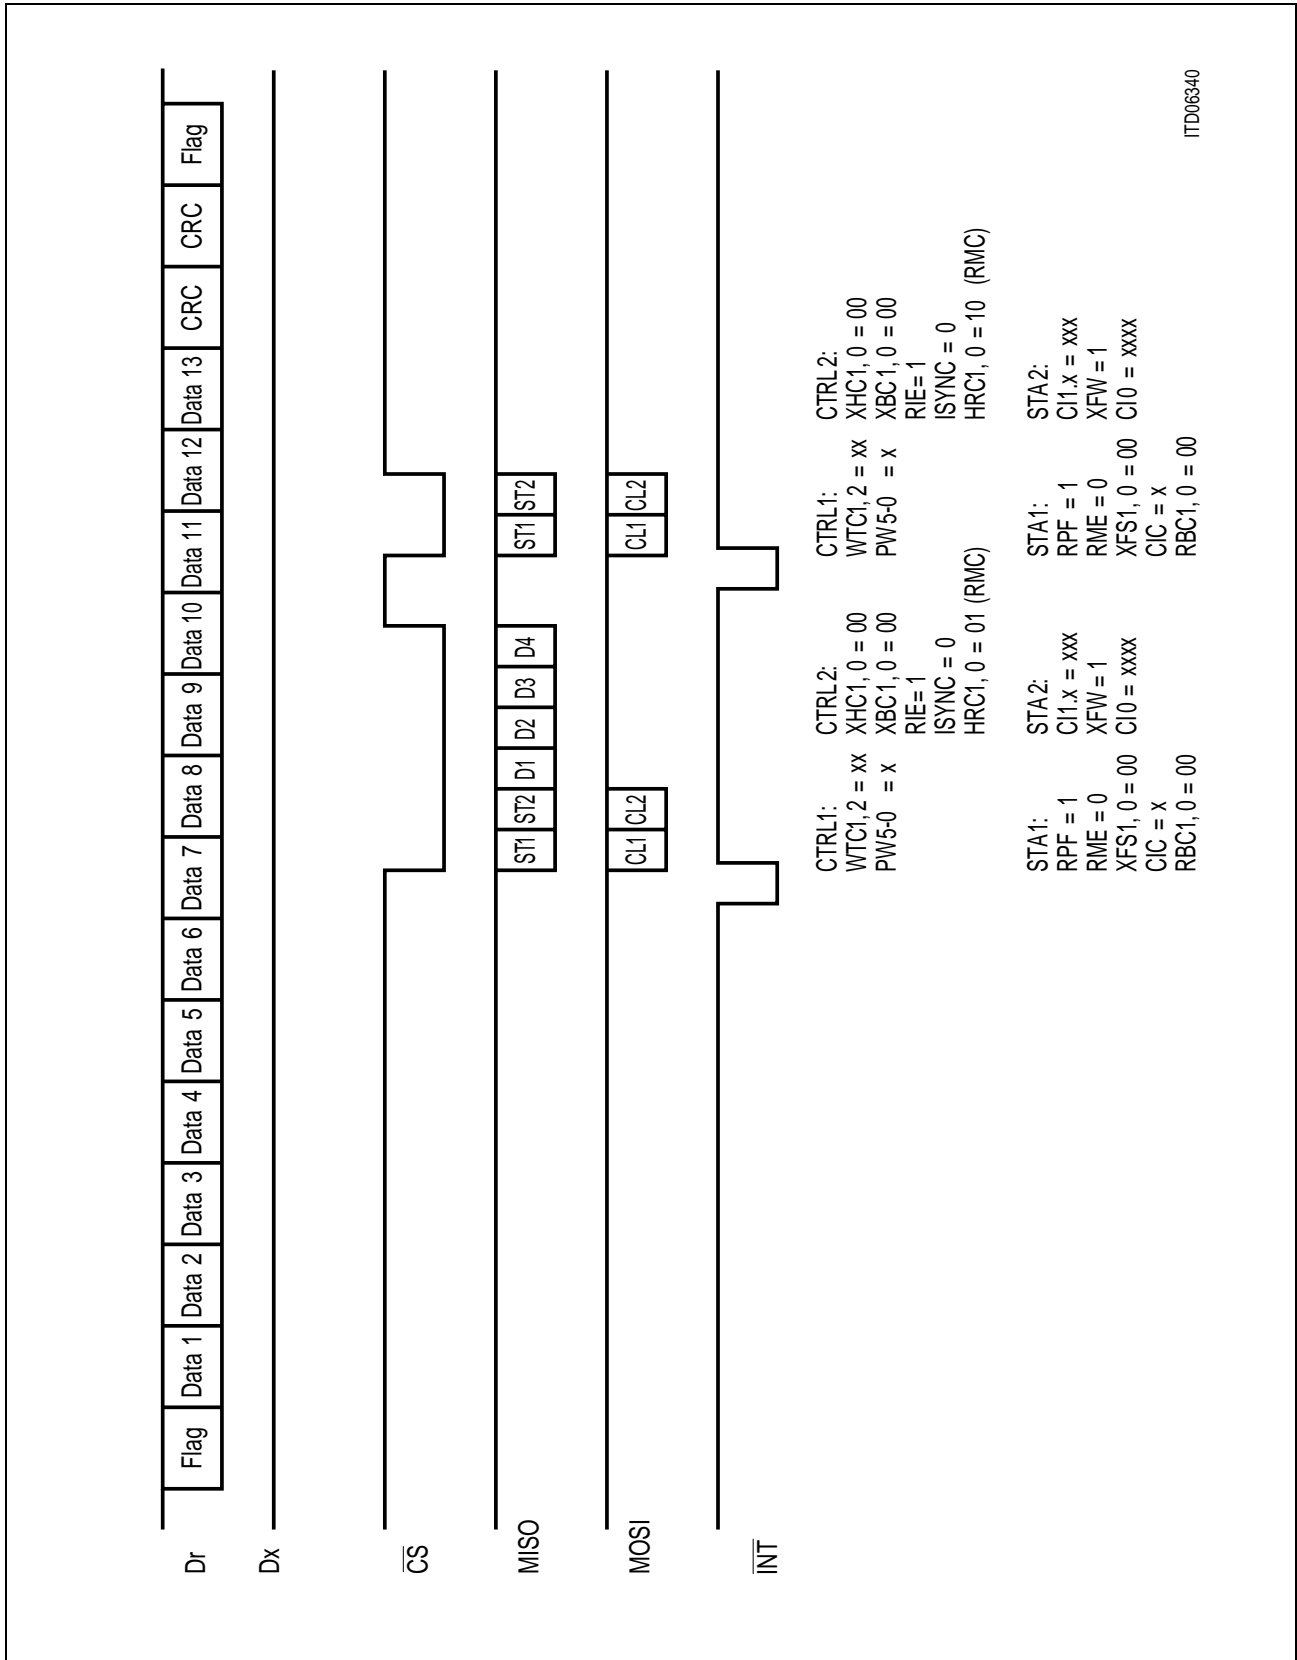 Dr Flag Data 1 Data 2 Data 3 Data 4 Data 5 Data 6 Data 7 Data 8 Data 9 Data 10 Data 11 Data 12 Data 13 CRC CRC Flag
Dx
CS
MISO ST1 ST2 D1 D2 D3 D4 ST1 ST2
MOSI CL1 CL2 CL1 CL2
INT
CTRL1:
WTC1, 2 = xx
PW5-0 = x
CTRL2:
XHC1, 0 = 00
XBC1, 0 = 00
RIE= 1
ISYNC = 0
HRC1, 0 = 01 (RMC)
CTRL1:
WTC1, 2 = xx
PW5-0 = x
CTRL2:
XHC1, 0 = 00
XBC1, 0 = 00
RIE= 1
ISYNC = 0
HRC1, 0 = 10 (RMC)
STA1:
RPF = 1
RME = 0
XFS1, 0 = 00
CIC = x
RBC1, 0 = 00
STA2:
CI1.x = xxx
XFW = 1
CI0 = xxxx
STA1:
RPF = 1
RME = 0
XFS1, 0 = 00
CIC = x
RBC1, 0 = 00
STA2:
CI1.x = xxx
XFW = 1
CI0 = xxxx
ITD06340